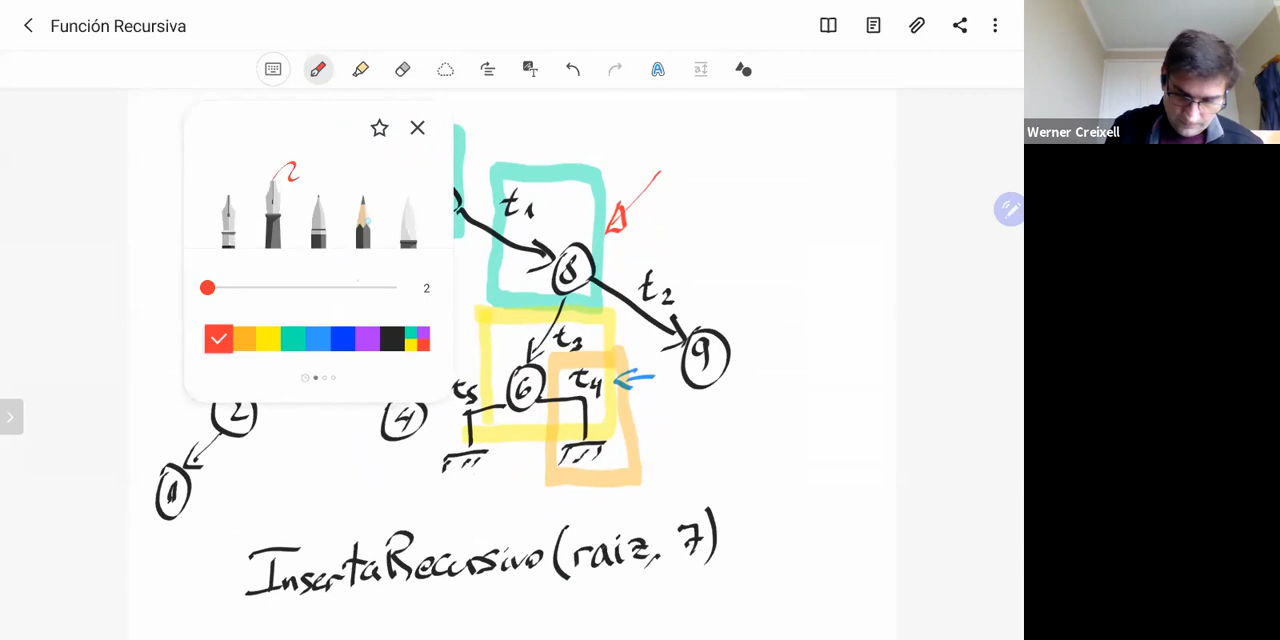 Función Recursiva
Werner Creixell
t1
8
t2
2
t3
9
6
t4
t5
2
4
1
InsertaRecursivo(raiz, 7)